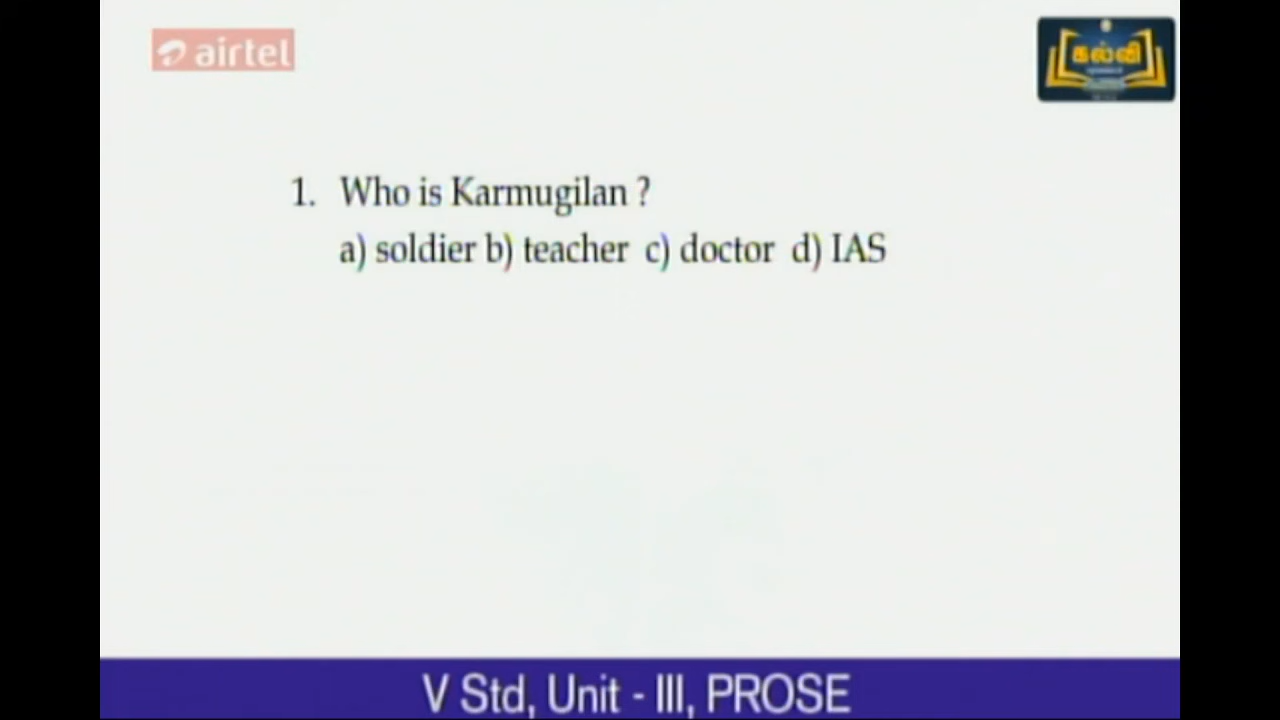 airtel
கல்வி
1. Who is Karmugilan ?
a) soldier b) teacher c) doctor d) IAS
V Std, Unit - III, PROSE